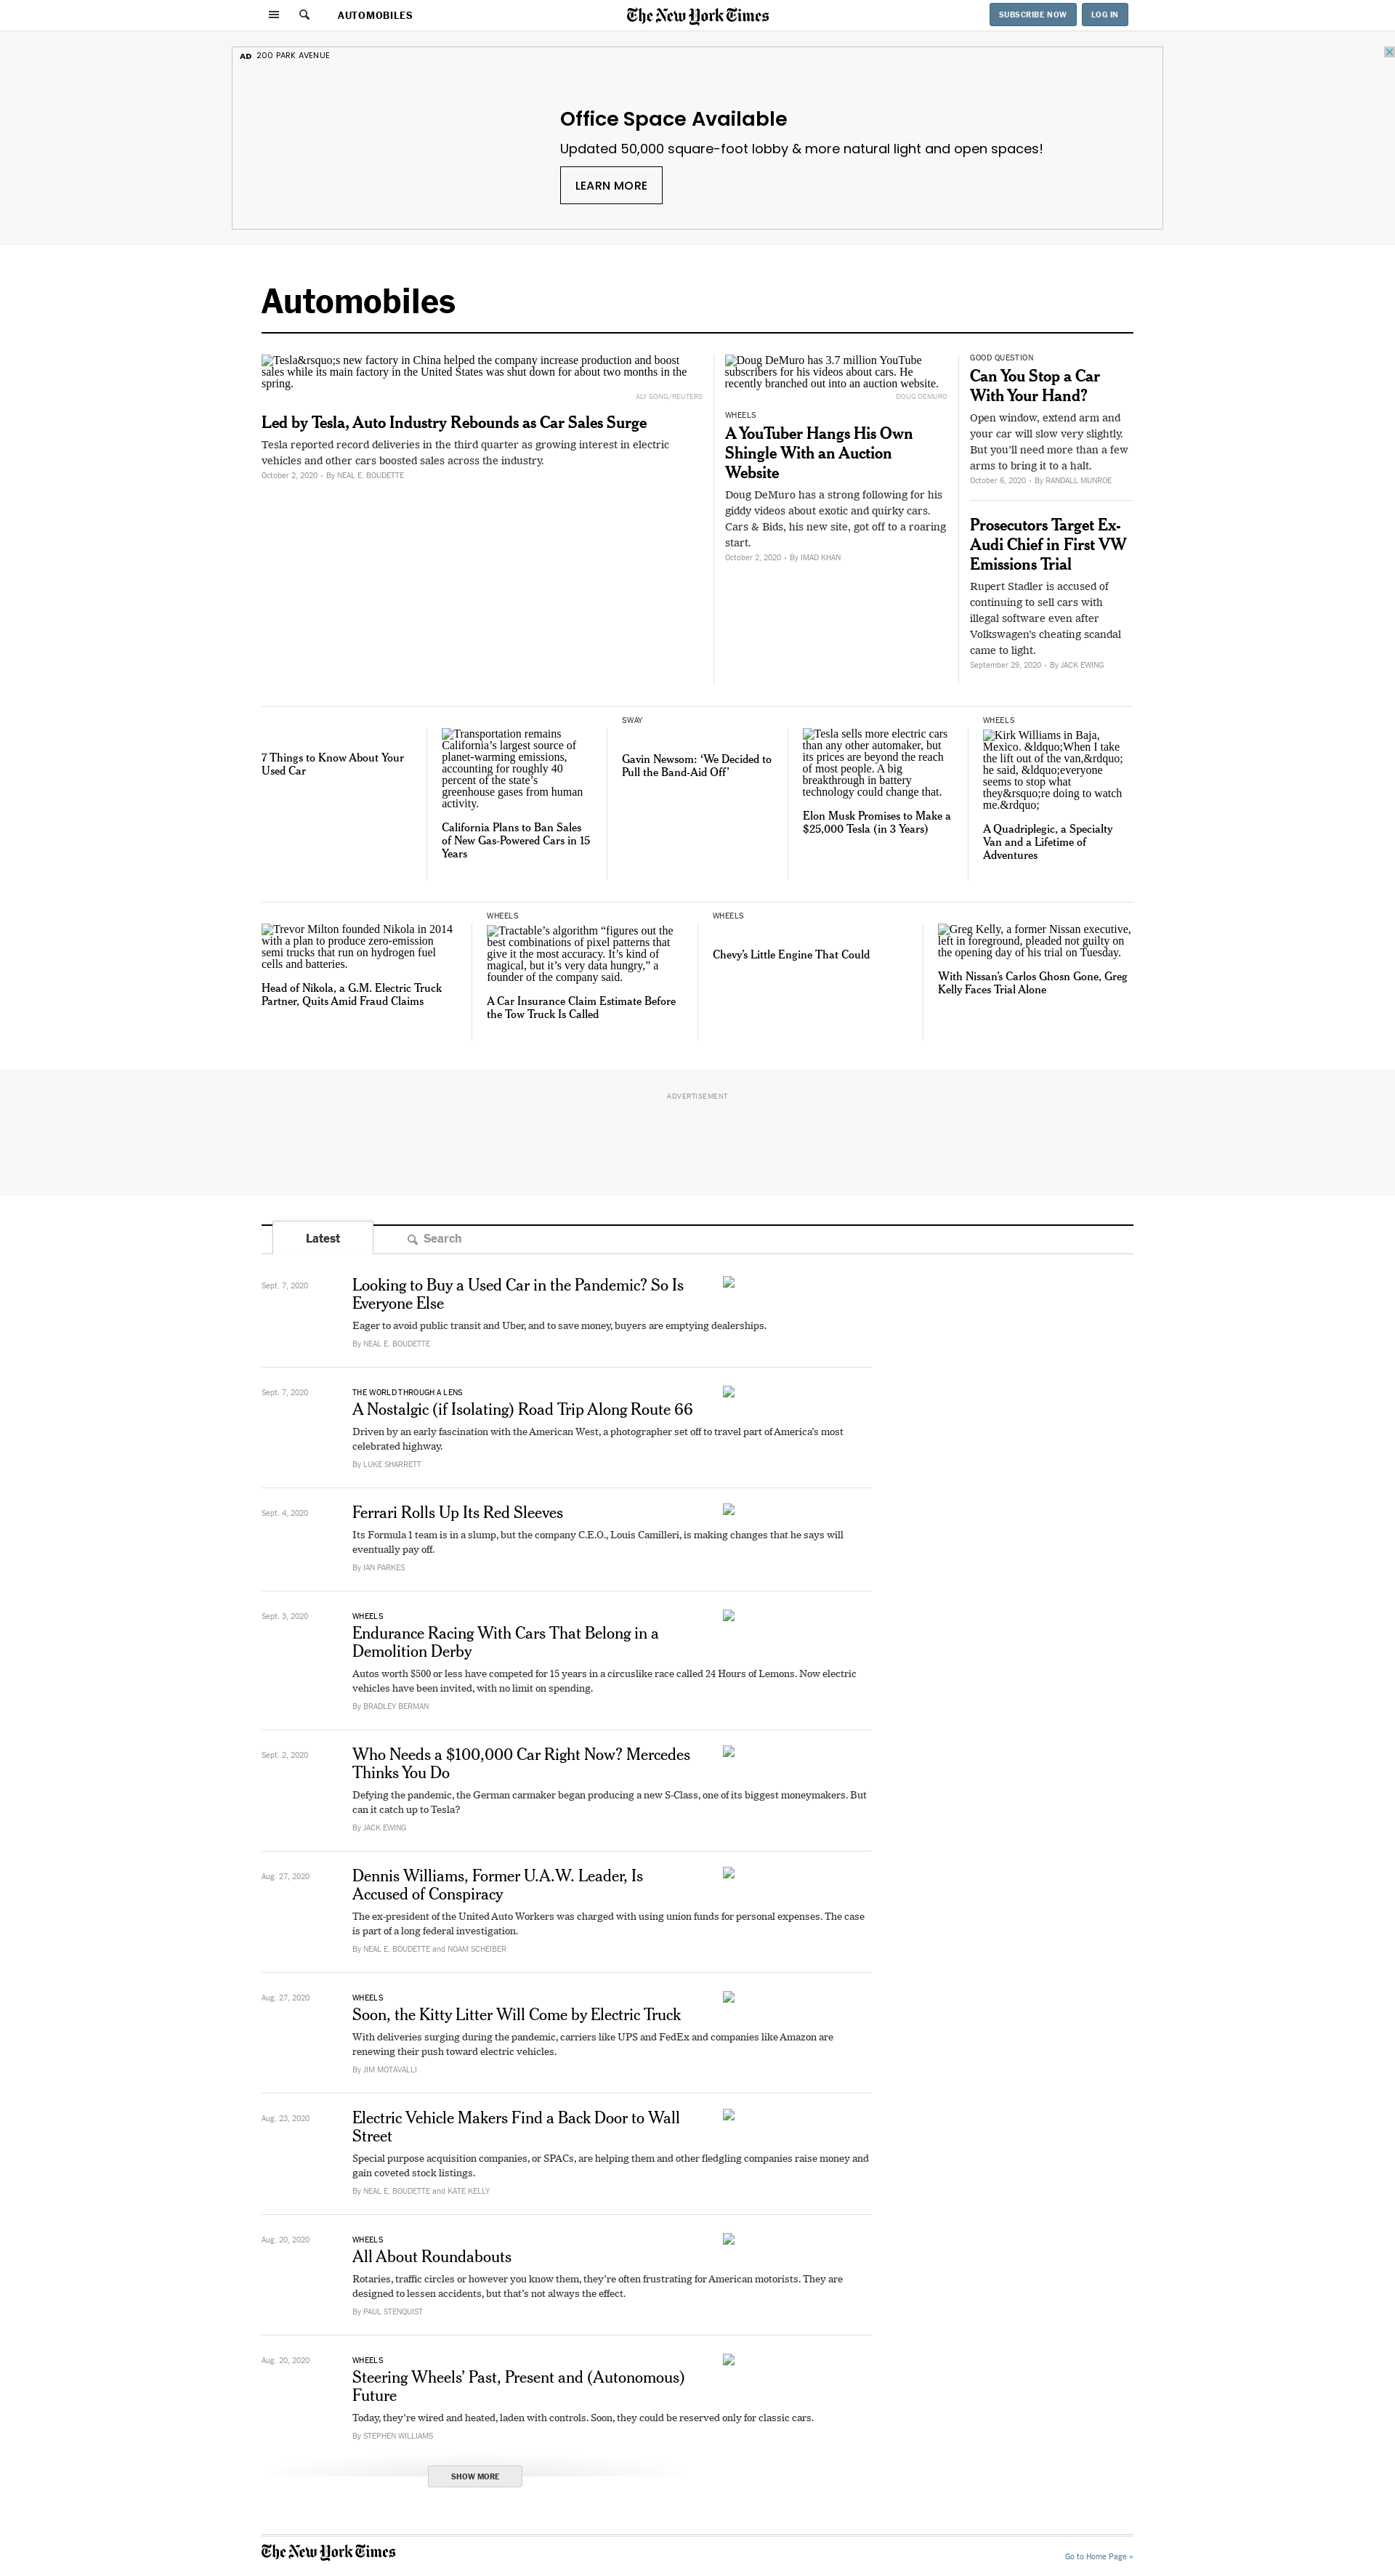 AUTOMOBILES
The New York Times
SUBSCRIBE NOW
LOG IN
AD 200 PARK AVENUE
Office Space Available
Updated 50,000 square-foot lobby & more natural light and open spaces!
LEARN MORE
Automobiles
Tesla&rsquo;s new factory in China helped the company increase production and boost
sales while its main factory in the United States was shut down for about two months in the
spring.
ALY SONG/REUTERS
Led by Tesla, Auto Industry Rebounds as Car Sales Surge
Tesla reported record deliveries in the third quarter as growing interest in electric
vehicles and other cars boosted sales across the industry.
October 2, 2020 • By NEAL E. BOUDETTE
Doug DeMuro has 3.7 million YouTube
subscribers for his videos about cars. He
recently branched out into an auction website.
DOUG DEMURO
WHEELS
A YouTuber Hangs His Own
Shingle With an Auction
Website
Doug DeMuro has a strong following for his
giddy videos about exotic and quirky cars.
Cars & Bids, his new site, got off to a roaring
start.
October 2, 2020 • By IMAD KHAN
GOOD QUESTION
Can You Stop a Car
With Your Hand?
Open window, extend arm and
your car will slow very slightly.
But you’ll need more than a few
arms to bring it to a halt.
October 6, 2020 • By RANDALL MUNROE
Prosecutors Target Ex-
Audi Chief in First VW
Emissions Trial
Rupert Stadler is accused of
continuing to sell cars with
illegal software even after
Volkswagen’s cheating scandal
came to light.
September 29, 2020 • By JACK EWING
7 Things to Know About Your
Used Car
Transportation remains
California’s largest source of
planet-warming emissions,
accounting for roughly 40
percent of the state’s
greenhouse gases from human
activity.
California Plans to Ban Sales
of New Gas-Powered Cars in 15
Years
SWAY
Gavin Newsom: ‘We Decided to
Pull the Band-Aid Off’
Tesla sells more electric cars
than any other automaker, but
its prices are beyond the reach
of most people. A big
breakthrough in battery
technology could change that.
Elon Musk Promises to Make a
$25,000 Tesla (in 3 Years)
WHEELS
Kirk Williams in Baja,
Mexico. &ldquo;When I take
the lift out of the van,&rdquo;
he said, &ldquo;everyone
seems to stop what
they&rsquo;re doing to watch
me.&rdquo;
A Quadriplegic, a Specialty
Van and a Lifetime of
Adventures
Trevor Milton founded Nikola in 2014
with a plan to produce zero-emission
semi trucks that run on hydrogen fuel
cells and batteries.
Head of Nikola, a G.M. Electric Truck
Partner, Quits Amid Fraud Claims
WHEELS
Tractable’s algorithm “figures out the
best combinations of pixel patterns that
give it the most accuracy. It’s kind of
magical, but it’s very data hungry,” a
founder of the company said.
A Car Insurance Claim Estimate Before
the Tow Truck Is Called
WHEELS
Chevy’s Little Engine That Could
Greg Kelly, a former Nissan executive,
left in foreground, pleaded not guilty on
the opening day of his trial on Tuesday.
With Nissan’s Carlos Ghosn Gone, Greg
Kelly Faces Trial Alone
ADVERTISEMENT
Latest
Search
Sept. 7, 2020
Looking to Buy a Used Car in the Pandemic? So Is
Everyone Else
Eager to avoid public transit and Uber, and to save money, buyers are emptying dealerships.
By NEAL E. BOUDETTE
Sept. 7, 2020
THE WORLD THROUGH A LENS
A Nostalgic (if Isolating) Road Trip Along Route 66
Driven by an early fascination with the American West, a photographer set off to travel part of America’s most
celebrated highway.
By LUKE SHARRETT
Sept. 4, 2020
Ferrari Rolls Up Its Red Sleeves
Its Formula 1 team is in a slump, but the company C.E.O., Louis Camilleri, is making changes that he says will
eventually pay off.
By IAN PARKES
Sept. 3, 2020
WHEELS
Endurance Racing With Cars That Belong in a
Demolition Derby
Autos worth $500 or less have competed for 15 years in a circuslike race called 24 Hours of Lemons. Now electric
vehicles have been invited, with no limit on spending.
By BRADLEY BERMAN
Sept. 2, 2020
Who Needs a $100,000 Car Right Now? Mercedes
Thinks You Do
Defying the pandemic, the German carmaker began producing a new S-Class, one of its biggest moneymakers. But
can it catch up to Tesla?
By JACK EWING
Aug. 27, 2020
Dennis Williams, Former U.A.W. Leader, Is
Accused of Conspiracy
The ex-president of the United Auto Workers was charged with using union funds for personal expenses. The case
is part of a long federal investigation.
By NEAL E. BOUDETTE and NOAM SCHEIBER
Aug. 27, 2020
WHEELS
Soon, the Kitty Litter Will Come by Electric Truck
With deliveries surging during the pandemic, carriers like UPS and FedEx and companies like Amazon are
renewing their push toward electric vehicles.
By JIM MOTAVALLI
Aug. 23, 2020
Electric Vehicle Makers Find a Back Door to Wall
Street
Special purpose acquisition companies, or SPACs, are helping them and other fledgling companies raise money and
gain coveted stock listings.
By NEAL E. BOUDETTE and KATE KELLY
Aug. 20, 2020
WHEELS
All About Roundabouts
Rotaries, traffic circles or however you know them, they’re often frustrating for American motorists. They are
designed to lessen accidents, but that’s not always the effect.
By PAUL STENQUIST
Aug. 20, 2020
WHEELS
Steering Wheels’ Past, Present and (Autonomous)
Future
Today, they’re wired and heated, laden with controls. Soon, they could be reserved only for classic cars.
By STEPHEN WILLIAMS
SHOW MORE
The New York Times
Go to Home Page »